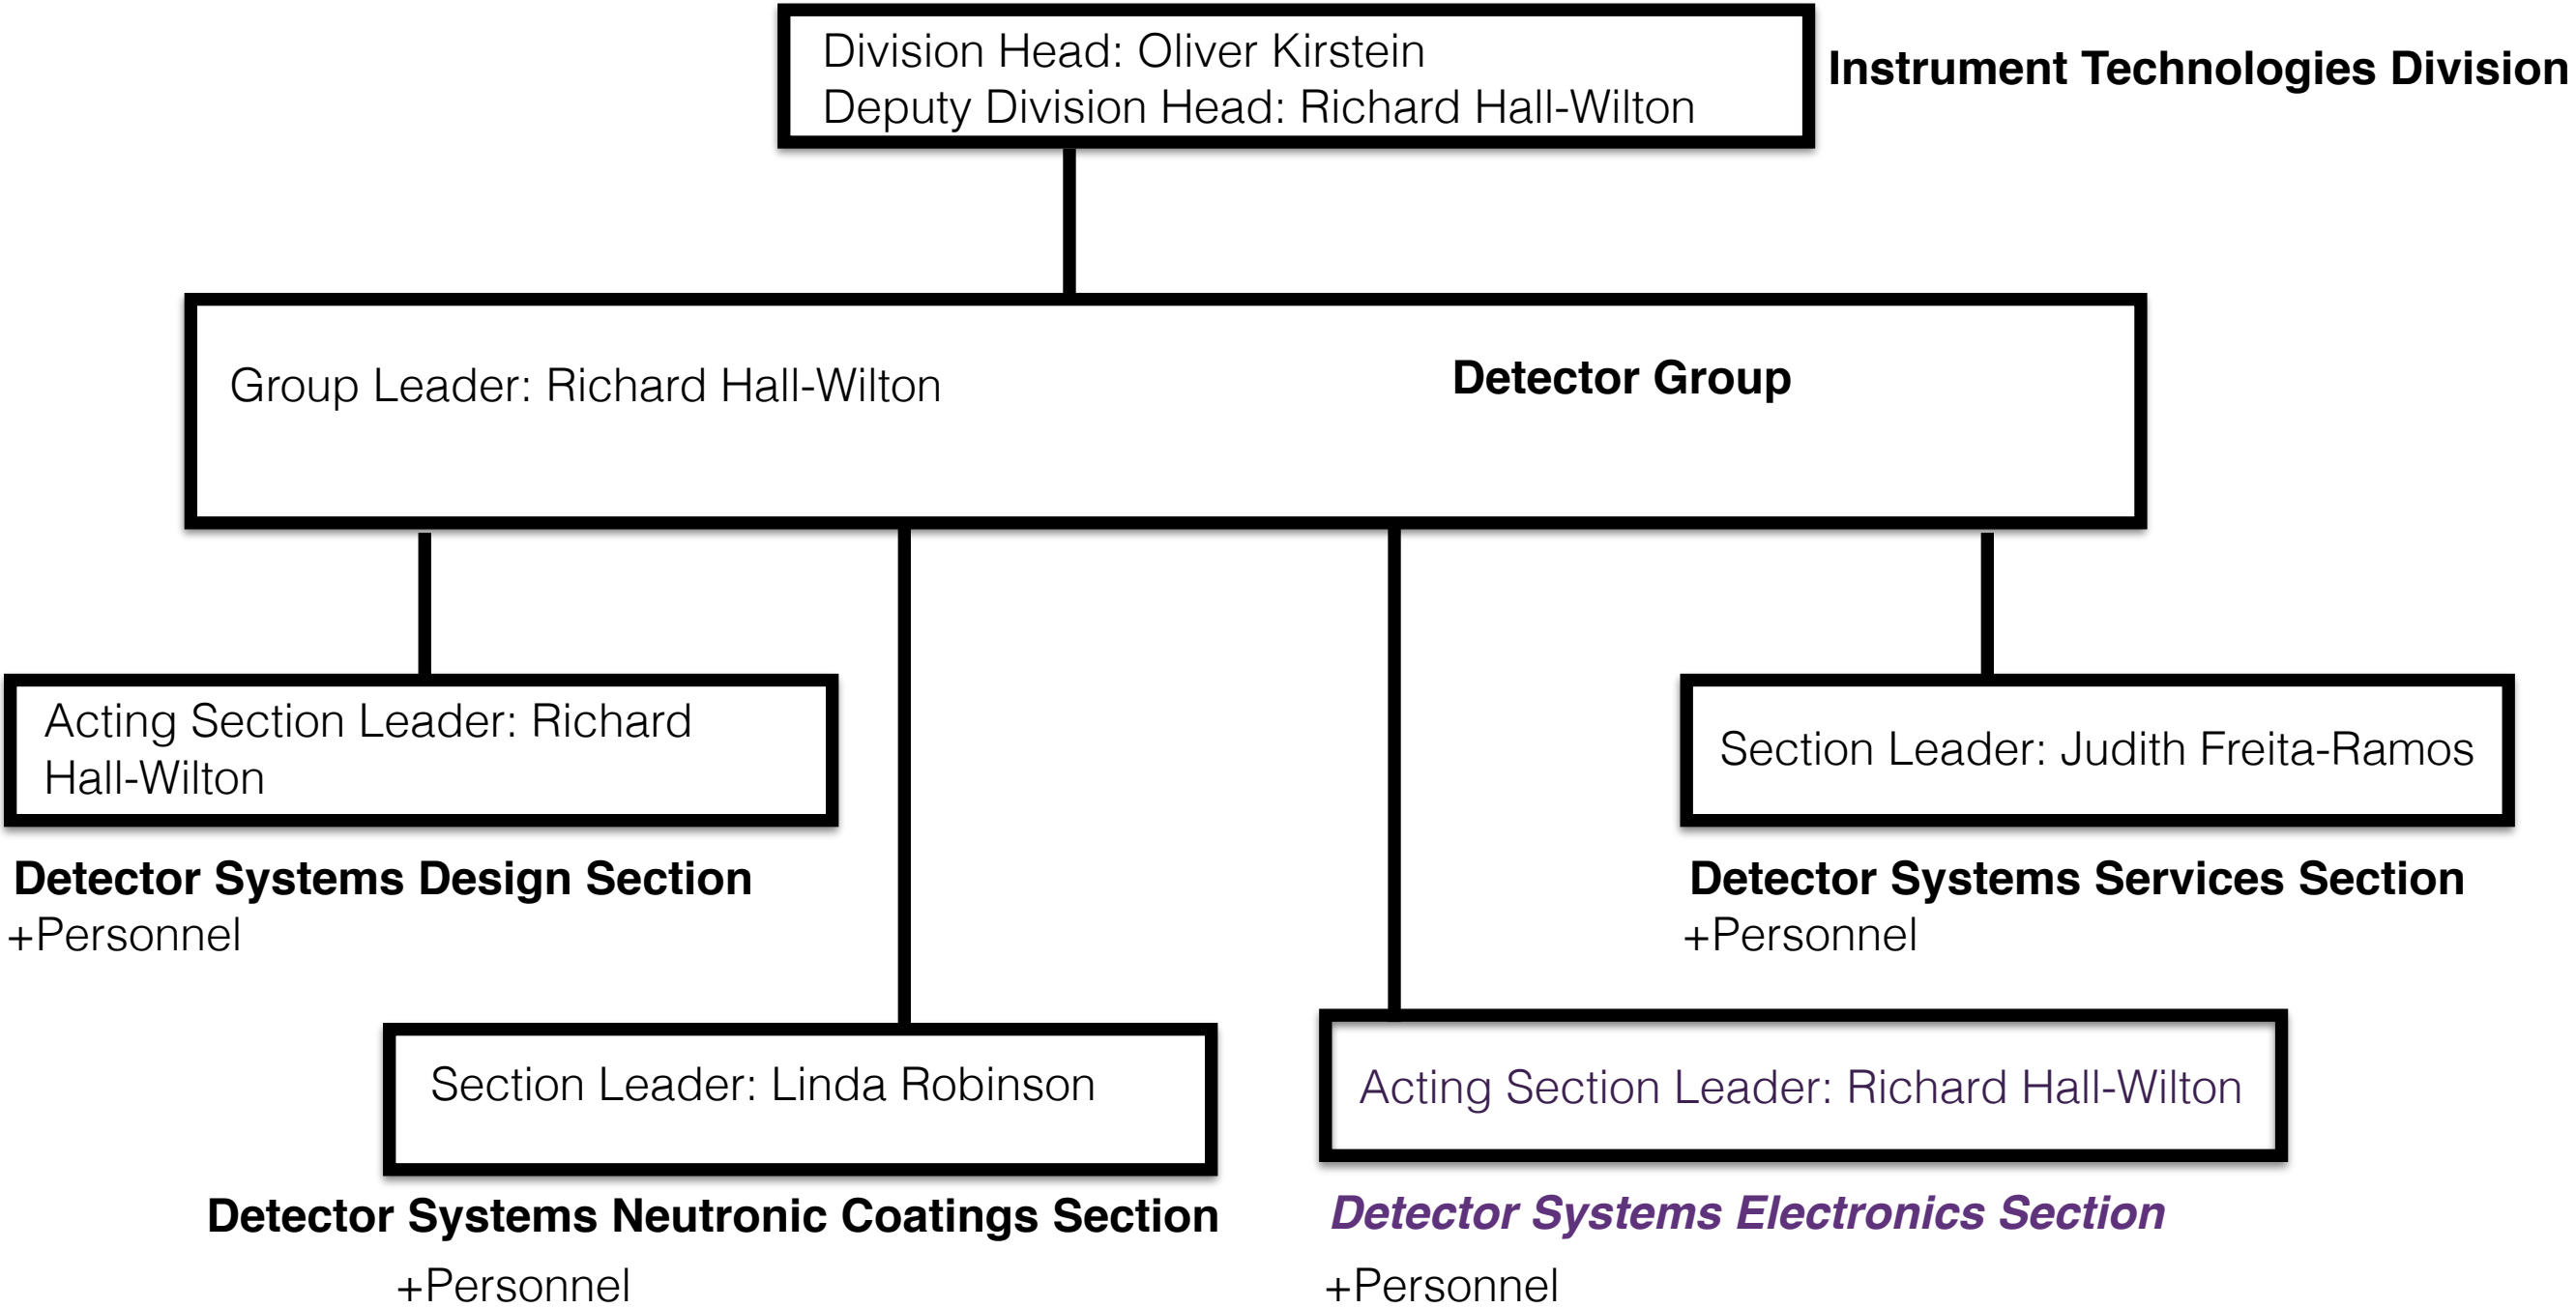 Division Head: Oliver Kirstein
Deputy Division Head: Richard Hall-Wilton
Instrument Technologies Division
Group Leader: Richard Hall-Wilton
Detector Group
Acting Section Leader: Richard
Hall-Wilton
Detector Systems Design Section
+Personnel
Section Leader: Judith Freita-Ramos
Detector Systems Services Section
+Personnel
Section Leader: Linda Robinson
Detector Systems Neutronic Coatings Section
+Personnel
Acting Section Leader: Richard Hall-Wilton
Detector Systems Electronics Section
+Personnel